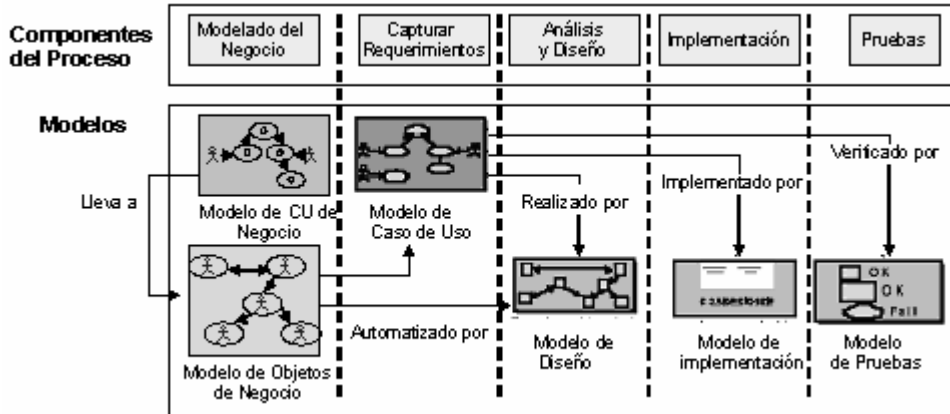 Componentes
del Proceso
Modelado del
Negocio
Capturar
Requerimientos
Análisis
y Diseño
Implementación
Pruebas
Modelos
Lleva a
Modelo de CU de
Negocio
Modelo de
Caso de Uso
Realizado por
Implementado por
Verificado por
OK
OK
Fail
Automatizado por
Modelo de Objetos
de Negocio
Modelo de
Diseño
Modelo de
implementación
Modelo
de Pruebas